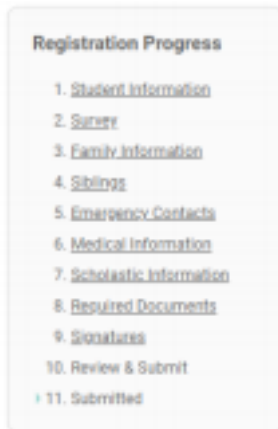 Registration Progress
1. Student Information
2. Survey
3. Family Information
4. Siblings
5. Emergency Contacts
6. Medical Information
7. Scholastic Information
8. Required Documents
9. Signatures
10. Review & Submit
11. Submitted